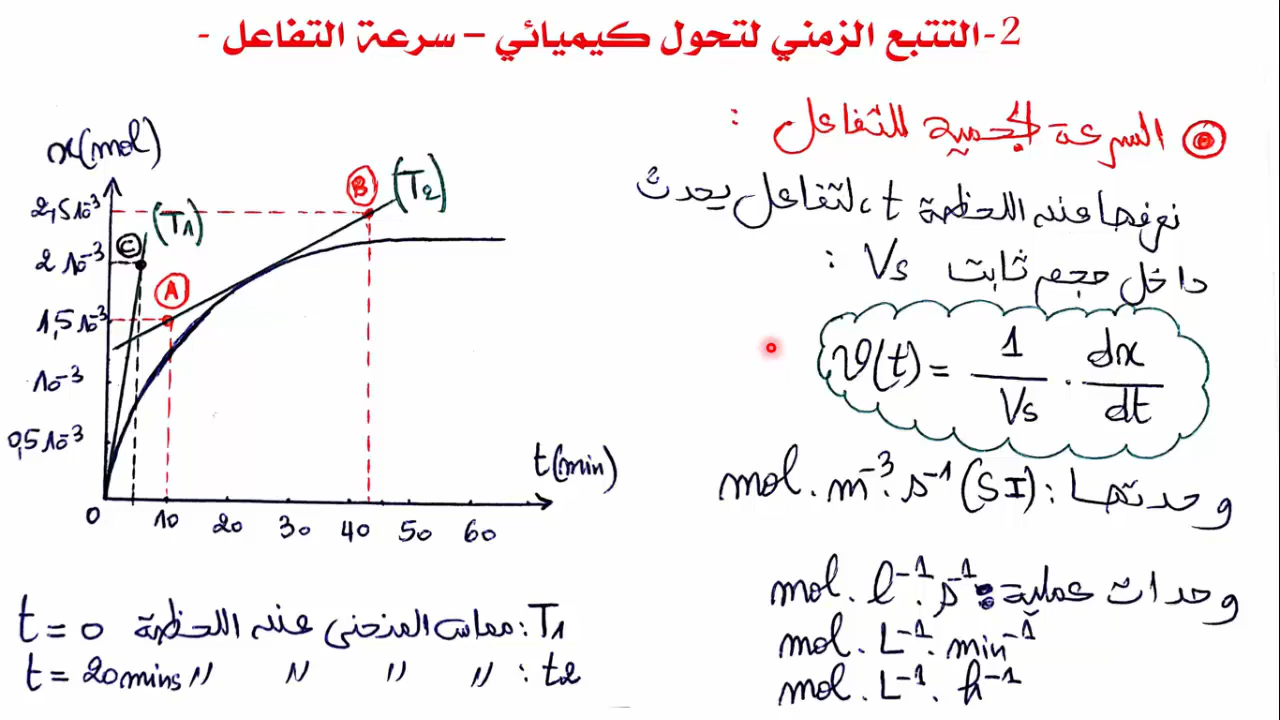 2-التتبع الزمني لتحول كيميائي – سرعة التفاعل -
السرعة الحجمية للتفاعل :
نعرفها عند اللحظة t، لتفاعل يحدث
داخل حجم ثابت Vs :
v(t) = 1/Vs . dx/dt
وحدتها : mol. m⁻³. s⁻¹ (SI)
وحدات عملية : mol. l⁻¹. s⁻¹
mol. L⁻¹. min⁻¹
mol. L⁻¹. h⁻¹
x(mol)
2,5 10⁻³
2 10⁻³
1,5 10⁻³
10⁻³
0,5 10⁻³
C
(T1)
A
B
(T2)
t(min)
0 10 20 30 40 50 60
T1 : مماس المنحنى عند اللحظة t = 0
t2 : " " " " t = 20mins